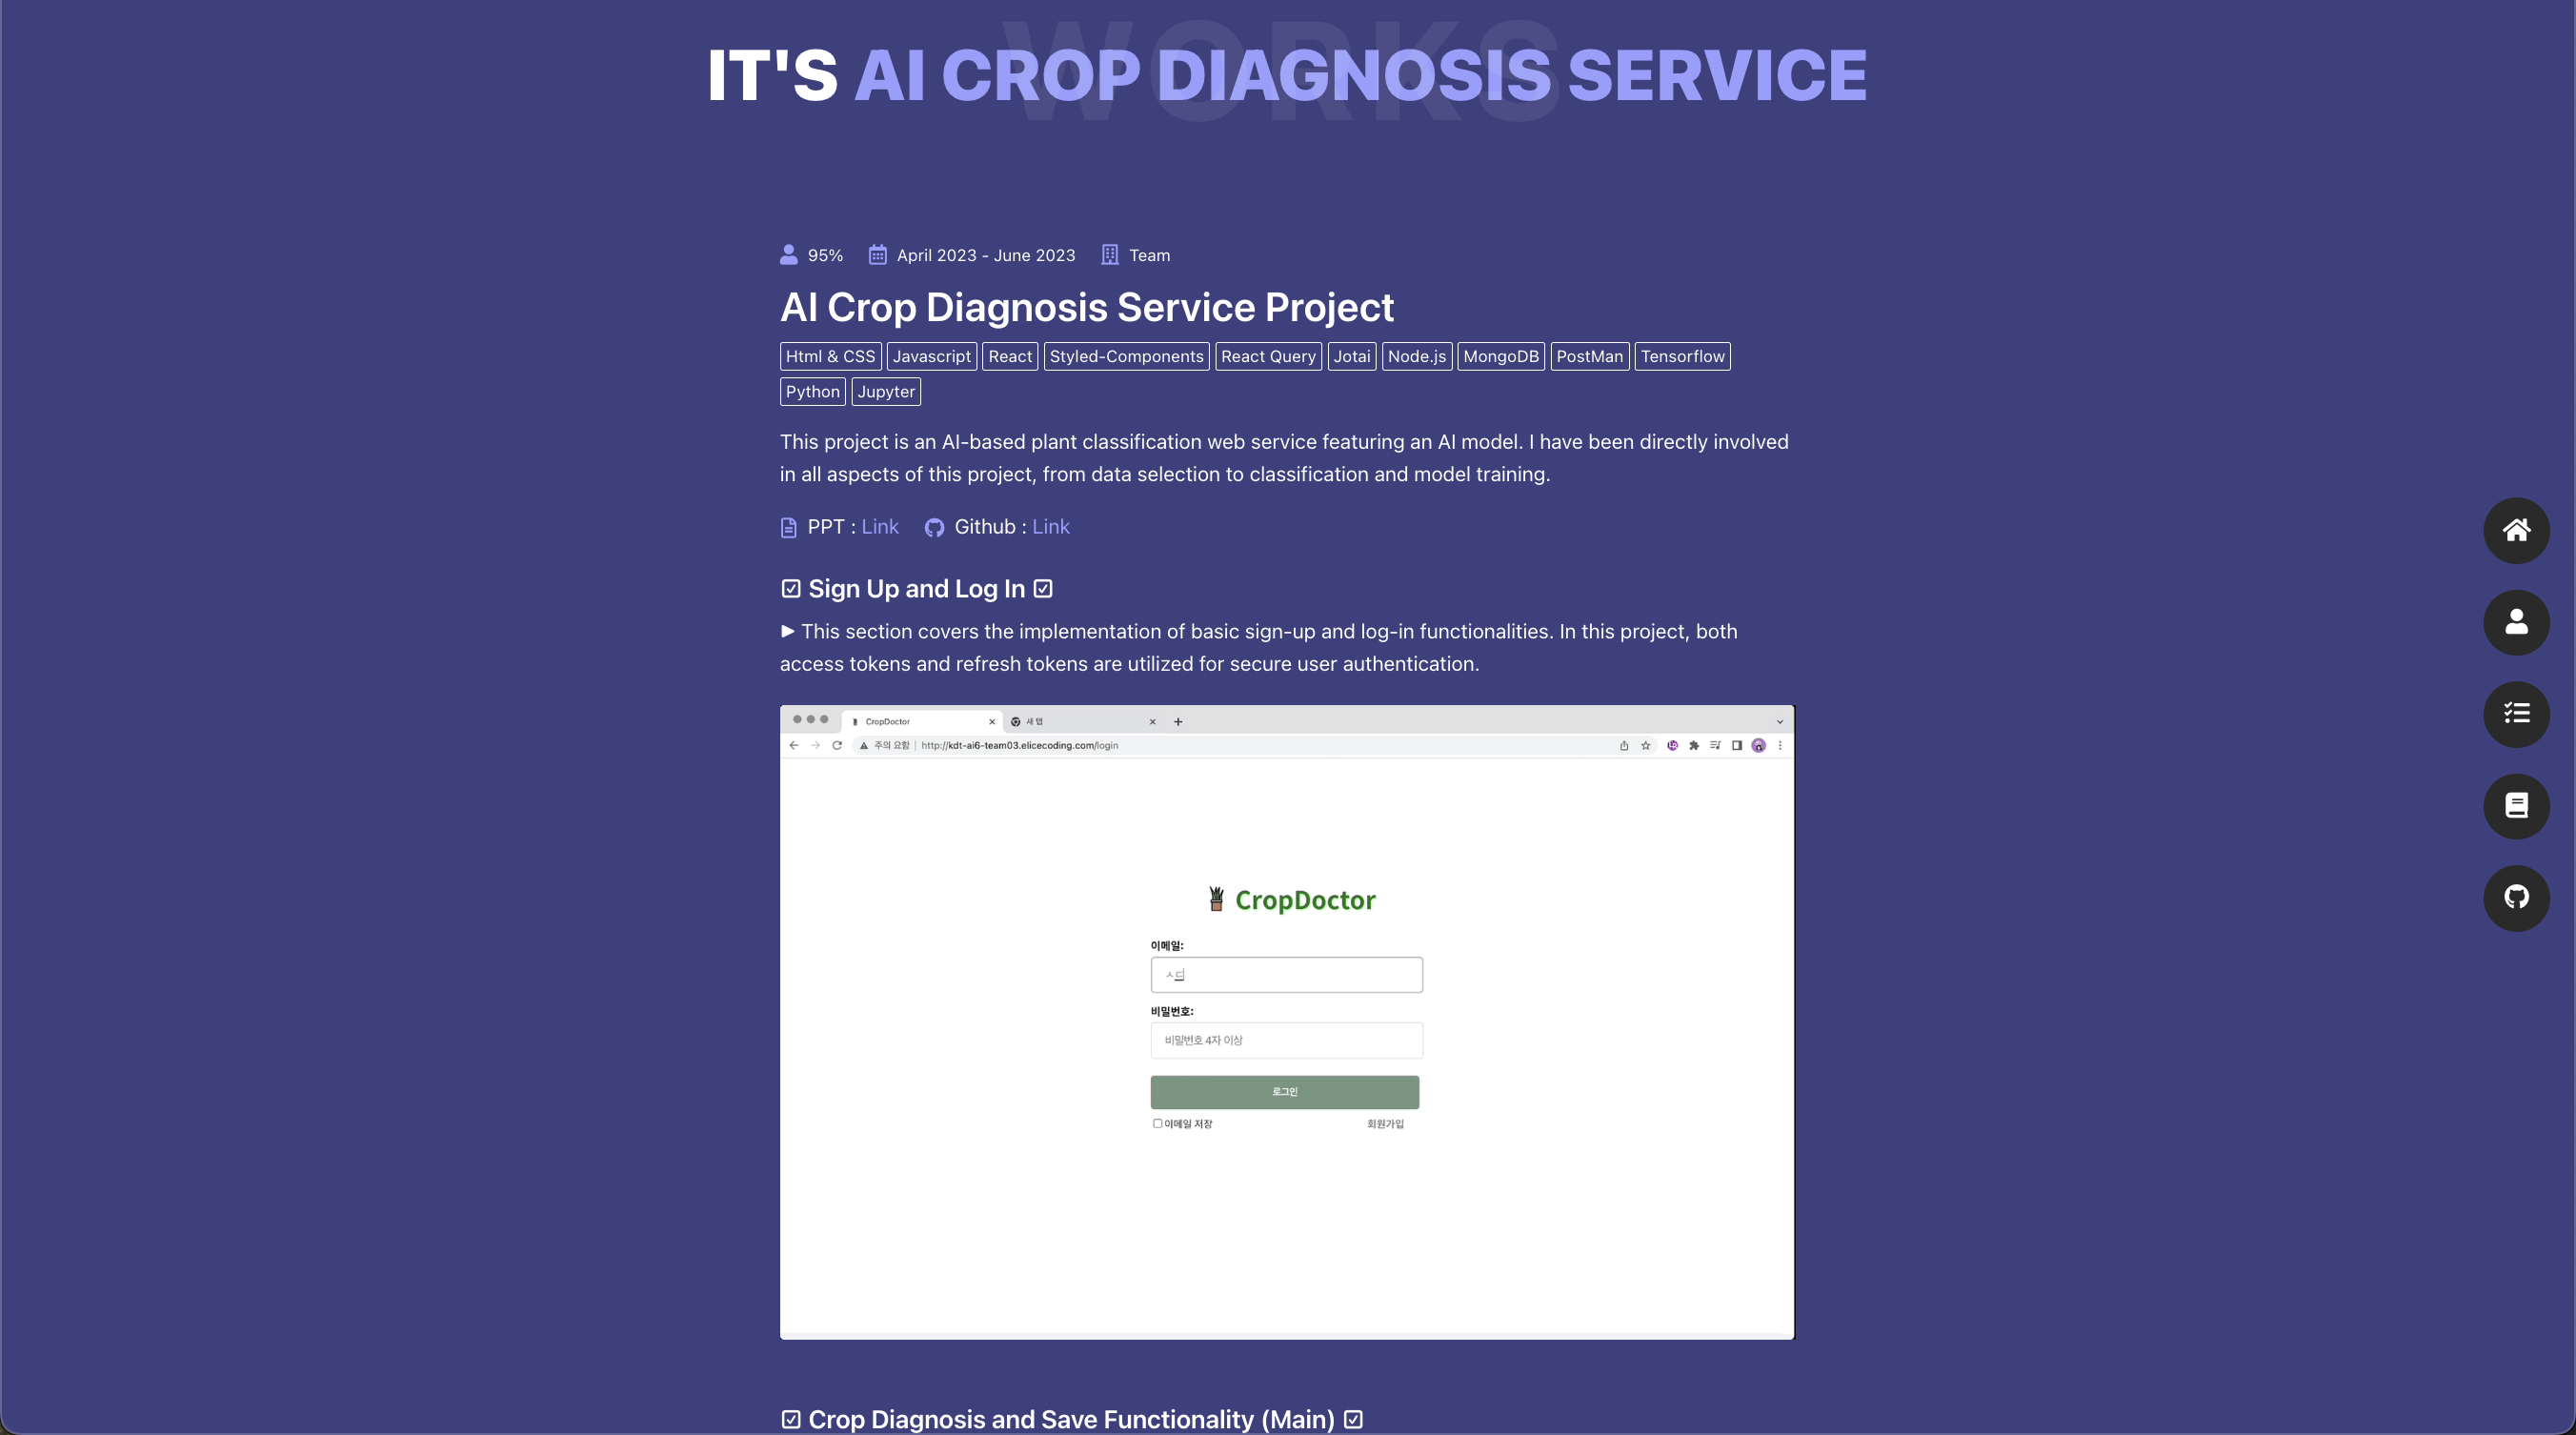 WORKS
IT'S AI CROP DIAGNOSIS SERVICE
95% April 2023 - June 2023 Team
AI Crop Diagnosis Service Project
Html & CSS Javascript React Styled-Components React Query Jotai Node.js MongoDB PostMan Tensorflow
Python Jupyter
This project is an AI-based plant classification web service featuring an AI model. I have been directly involved
in all aspects of this project, from data selection to classification and model training.
PPT : Link Github : Link
☑ Sign Up and Log In ☑
▶ This section covers the implementation of basic sign-up and log-in functionalities. In this project, both
access tokens and refresh tokens are utilized for secure user authentication.
CropDoctor 새 탭
주의 요함 | http://kdt-ai6-team03.elicecoding.com/login
CropDoctor
이메일:
ㅅㄷ
비밀번호:
비밀번호 4자 이상
로그인
이메일 저장 회원가입
☑ Crop Diagnosis and Save Functionality (Main) ☑